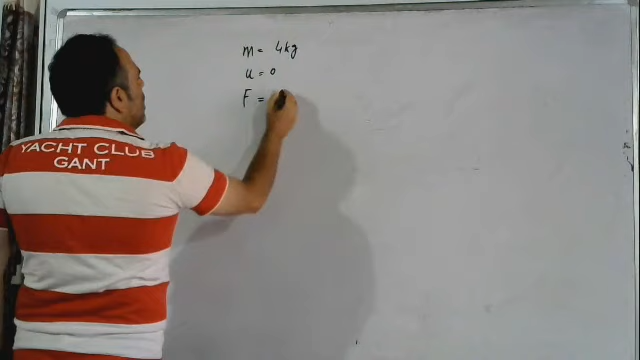 m = 4kg
u = 0
F =
YACHT CLUB
GANT